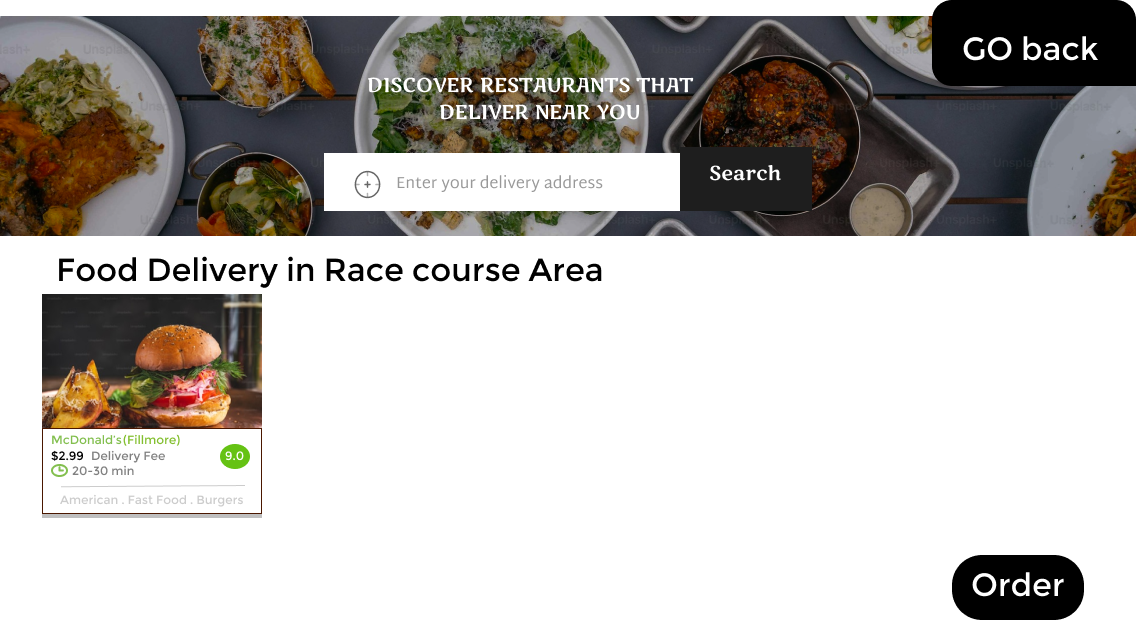 GO back
DISCOVER RESTAURANTS THAT
DELIVER NEAR YOU
Enter your delivery address
Search
Food Delivery in Race course Area
McDonald's(Fillmore)
$2.99 Delivery Fee
9.0
20-30 min
American . Fast Food . Burgers
Order